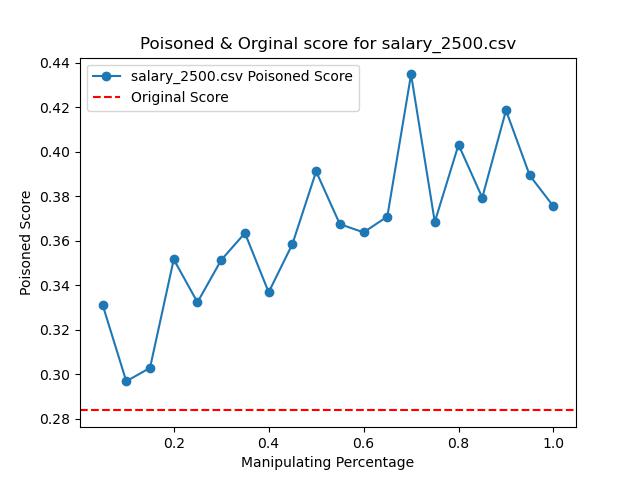 Poisoned & Orginal score for salary_2500.csv
salary_2500.csv Poisoned Score
Original Score
Poisoned Score
0.44
0.42
0.40
0.38
0.36
0.34
0.32
0.30
0.28
0.2 0.4 0.6 0.8 1.0
Manipulating Percentage